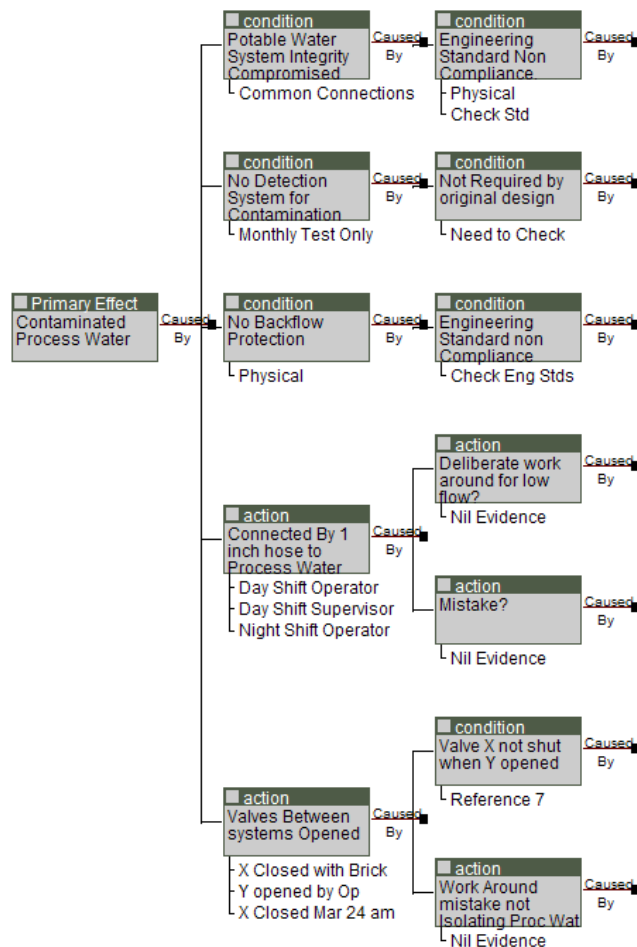 condition
Potable Water
System Integrity
Compromised
Caused
By
Common Connections
condition
Engineering
Standard Non
Compliance.
Caused
By
Physical
Check Std
condition
No Detection
System for
Contamination
Caused
By
Monthly Test Only
condition
Not Required by
original design
Caused
By
Need to Check
Primary Effect
Contaminated
Process Water
Caused
By
condition
No Backflow
Protection
Caused
By
Physical
condition
Engineering
Standard non
Compliance
Caused
By
Check Eng Stds
action
Connected By 1
inch hose to
Process Water
Caused
By
Day Shift Operator
Day Shift Supervisor
Night Shift Operator
action
Deliberate work
around for low
flow?
Caused
By
Nil Evidence
action
Mistake?
Caused
By
Nil Evidence
action
Valves Between
systems Opened
Caused
By
X Closed with Brick
Y opened by Op
X Closed Mar 24 am
condition
Valve X not shut
when Y opened
Caused
By
Reference 7
action
Work Around
mistake not
Isolating Proc Wat
Caused
By
Nil Evidence